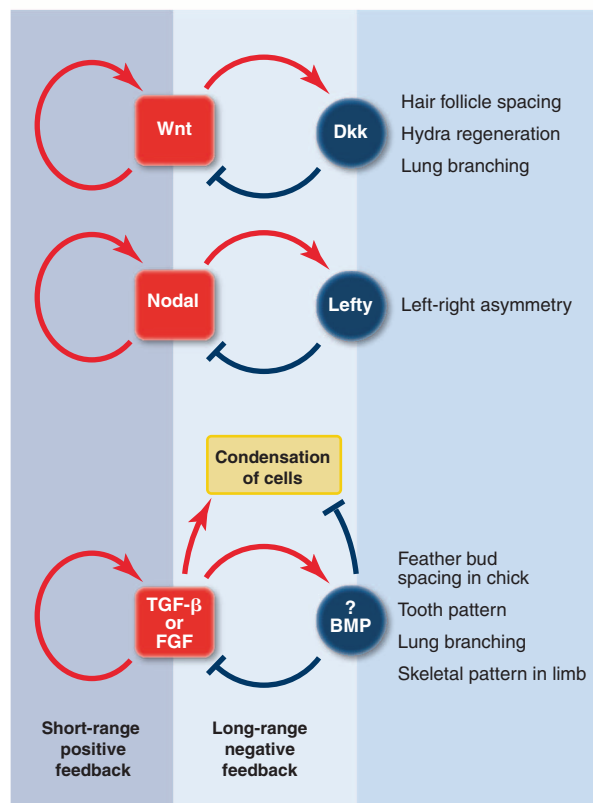 Wnt
Dkk
Hair follicle spacing
Hydra regeneration
Lung branching
Nodal
Lefty
Left-right asymmetry
Condensation
of cells
TGF-β
or
FGF
?
BMP
Feather bud
spacing in chick
Tooth pattern
Lung branching
Skeletal pattern in limb
Short-range
positive
feedback
Long-range
negative
feedback